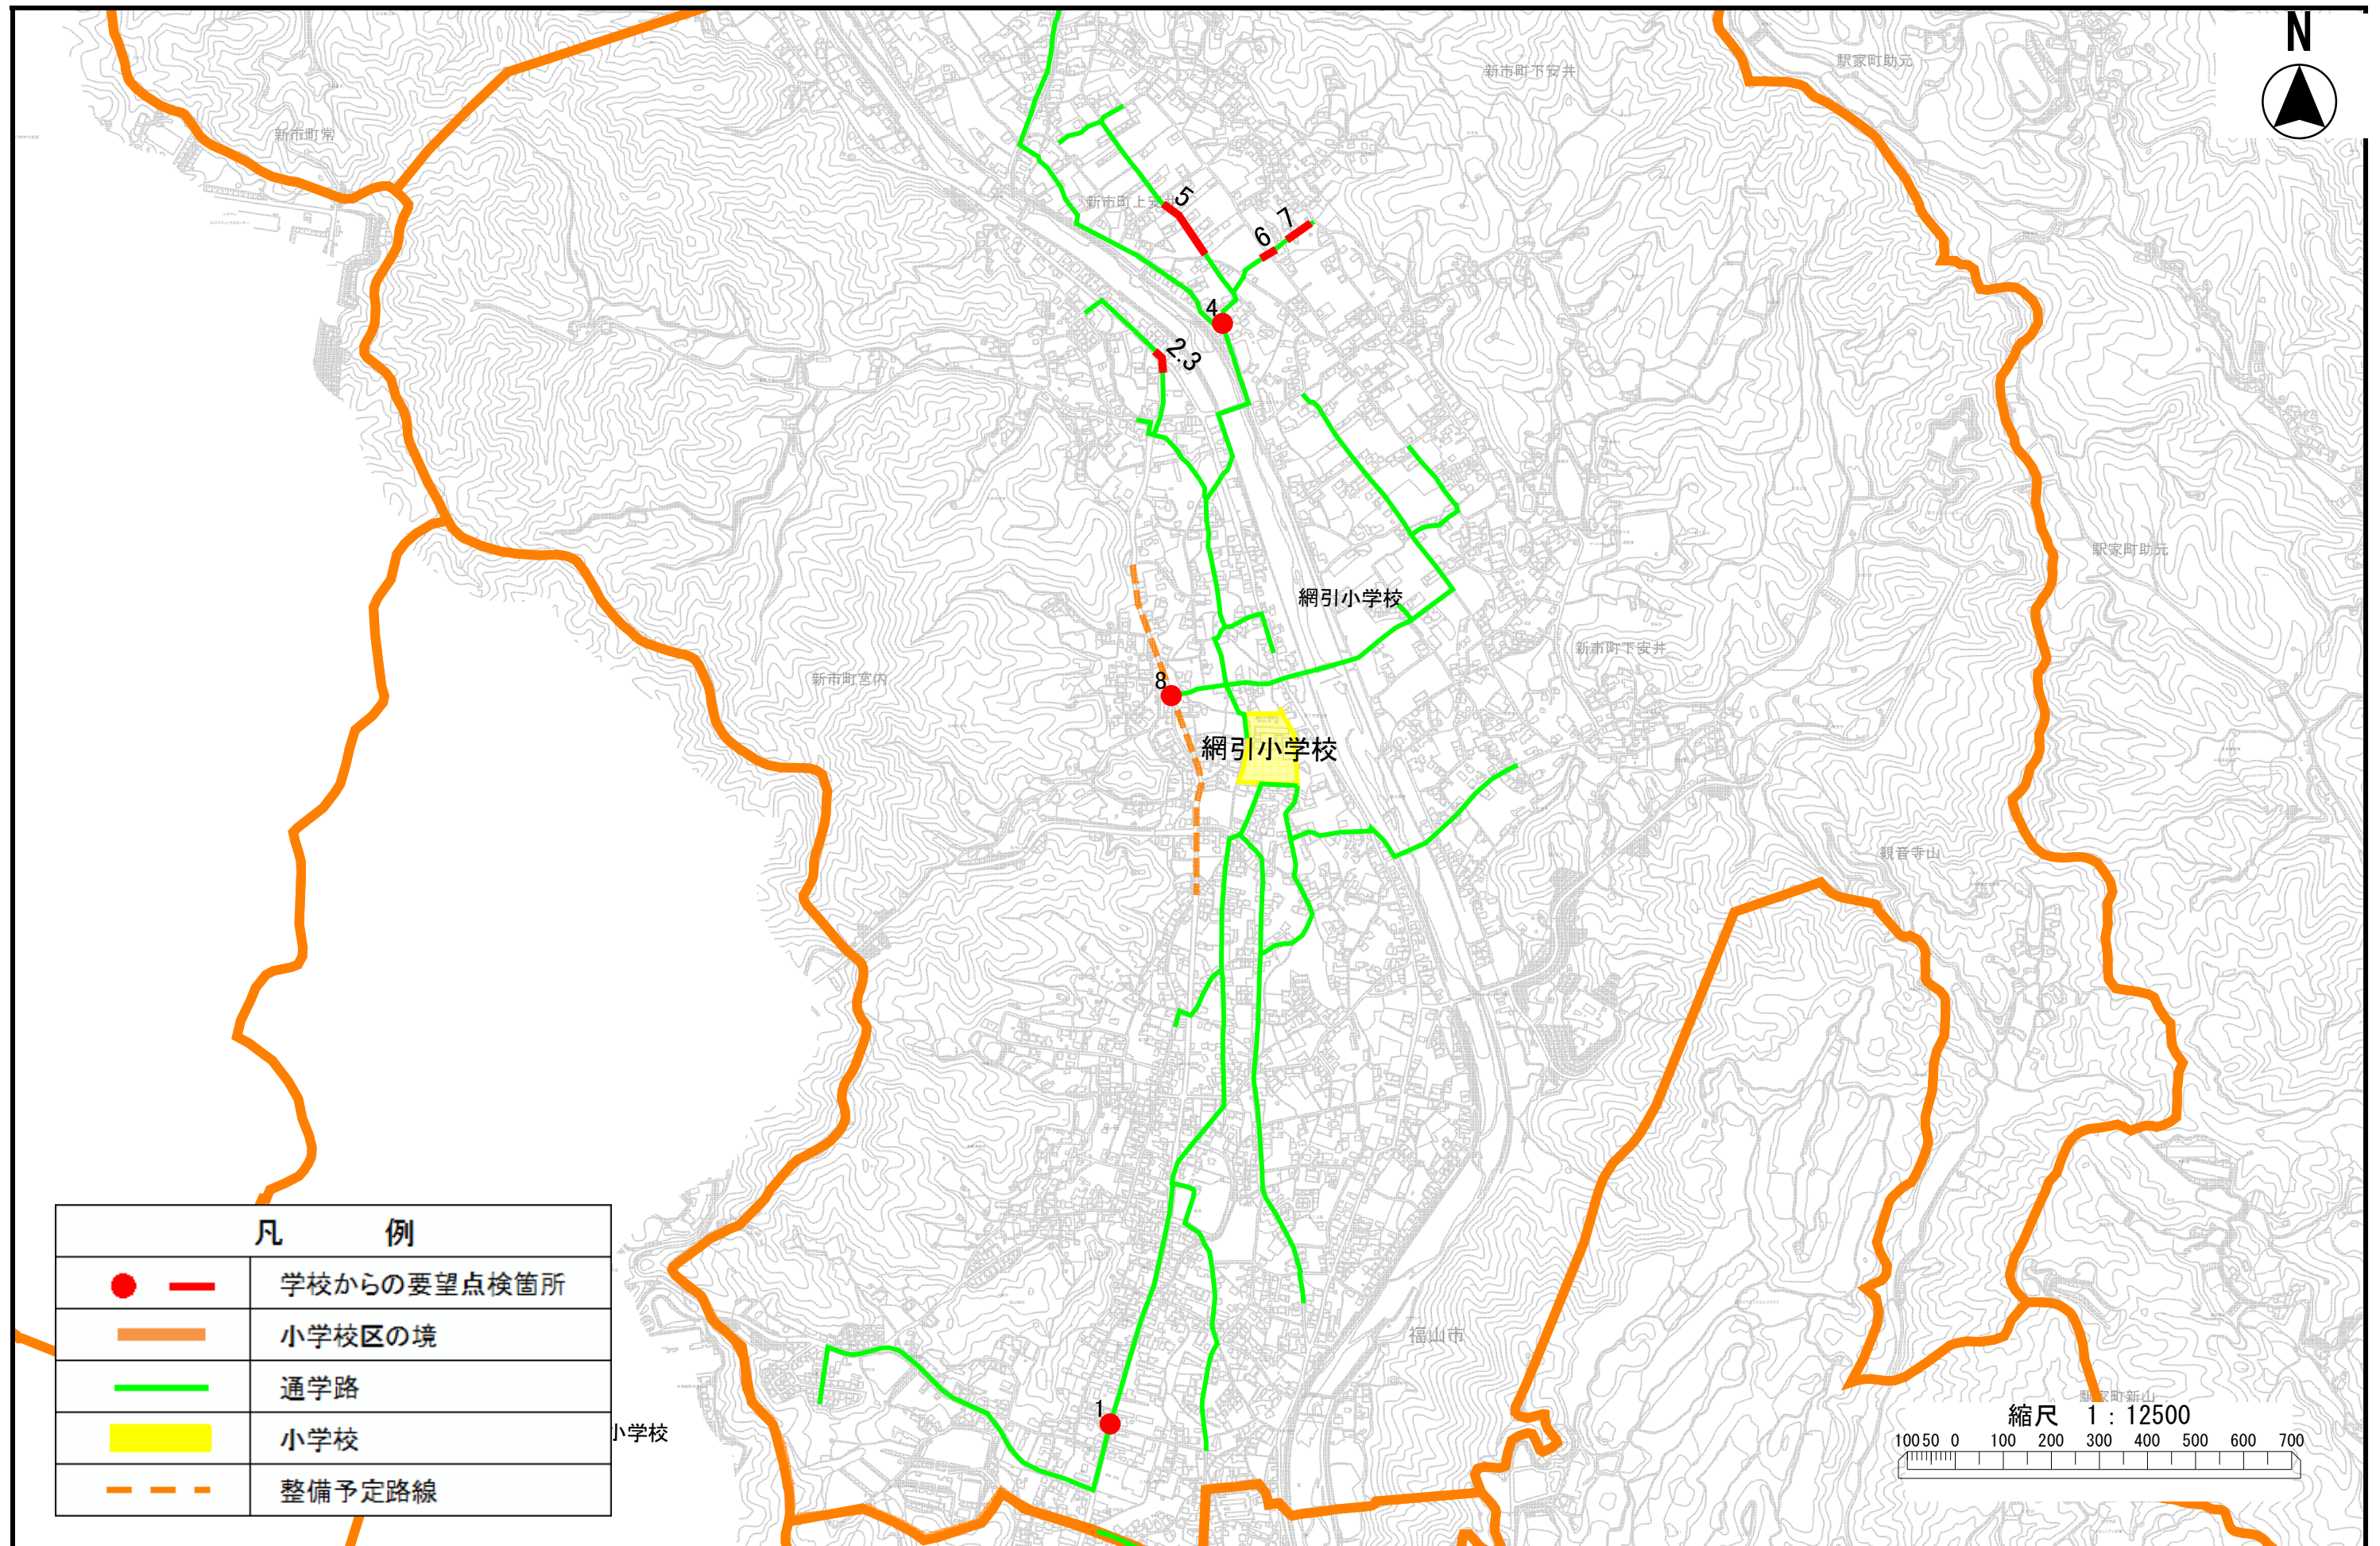 N
新市町下安井
駅家町助元
新市町常
新市町上安井
5
7
6
4
2.3
駅家町助元
網引小学校
新市町下安井
新市町宮内
8
網引小学校
観音寺山
凡 例
学校からの要望点検箇所
小学校区の境
通学路
小学校
整備予定路線
小学校
福山市
1
駅家町新山
縮尺 1：12500
100 50 0 100 200 300 400 500 600 700